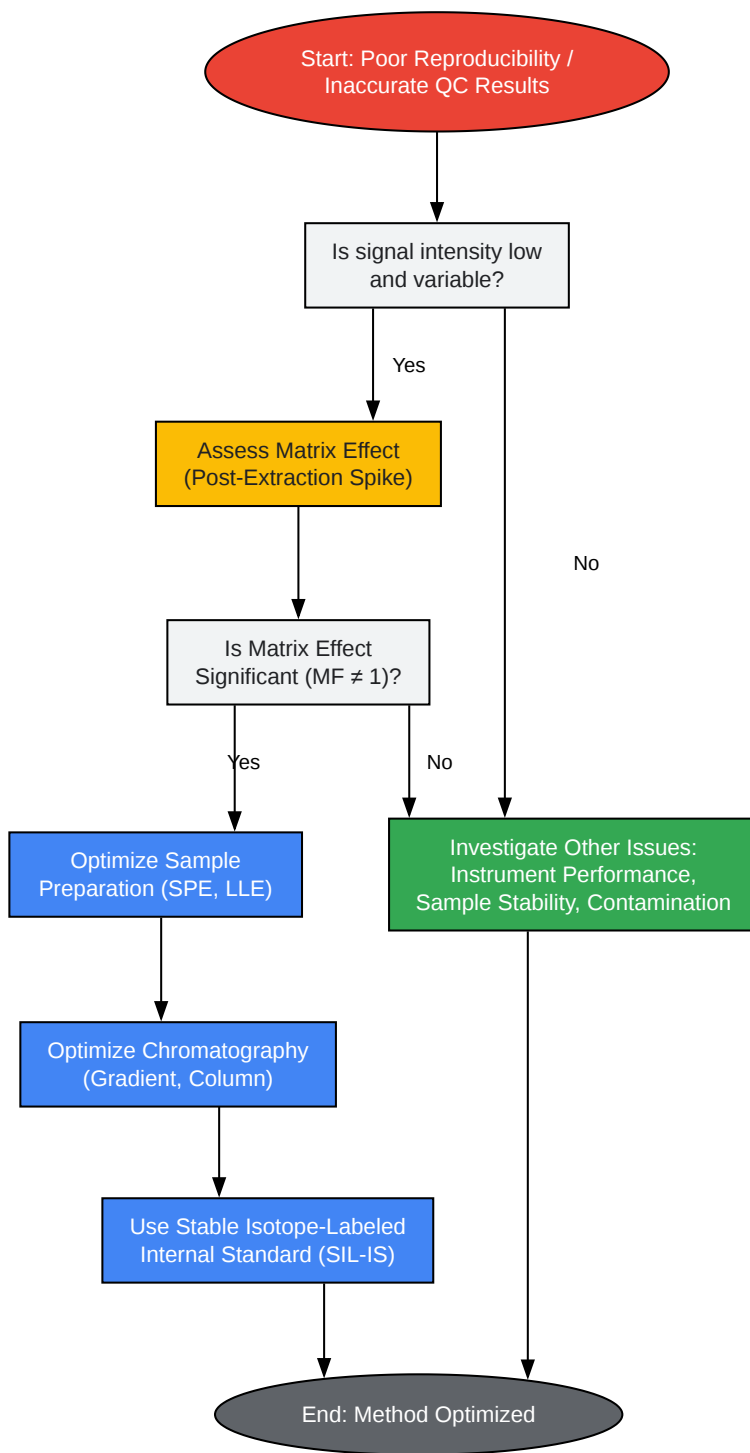 Start: Poor Reproducibility /
Inaccurate QC Results
Is signal intensity low
and variable?
Yes
Assess Matrix Effect
(Post-Extraction Spike)
No
Is Matrix Effect
Significant (MF ≠ 1)?
Yes
No
Optimize Sample
Preparation (SPE, LLE)
Investigate Other Issues:
Instrument Performance,
Sample Stability, Contamination
Optimize Chromatography
(Gradient, Column)
Use Stable Isotope-Labeled
Internal Standard (SIL-IS)
End: Method Optimized